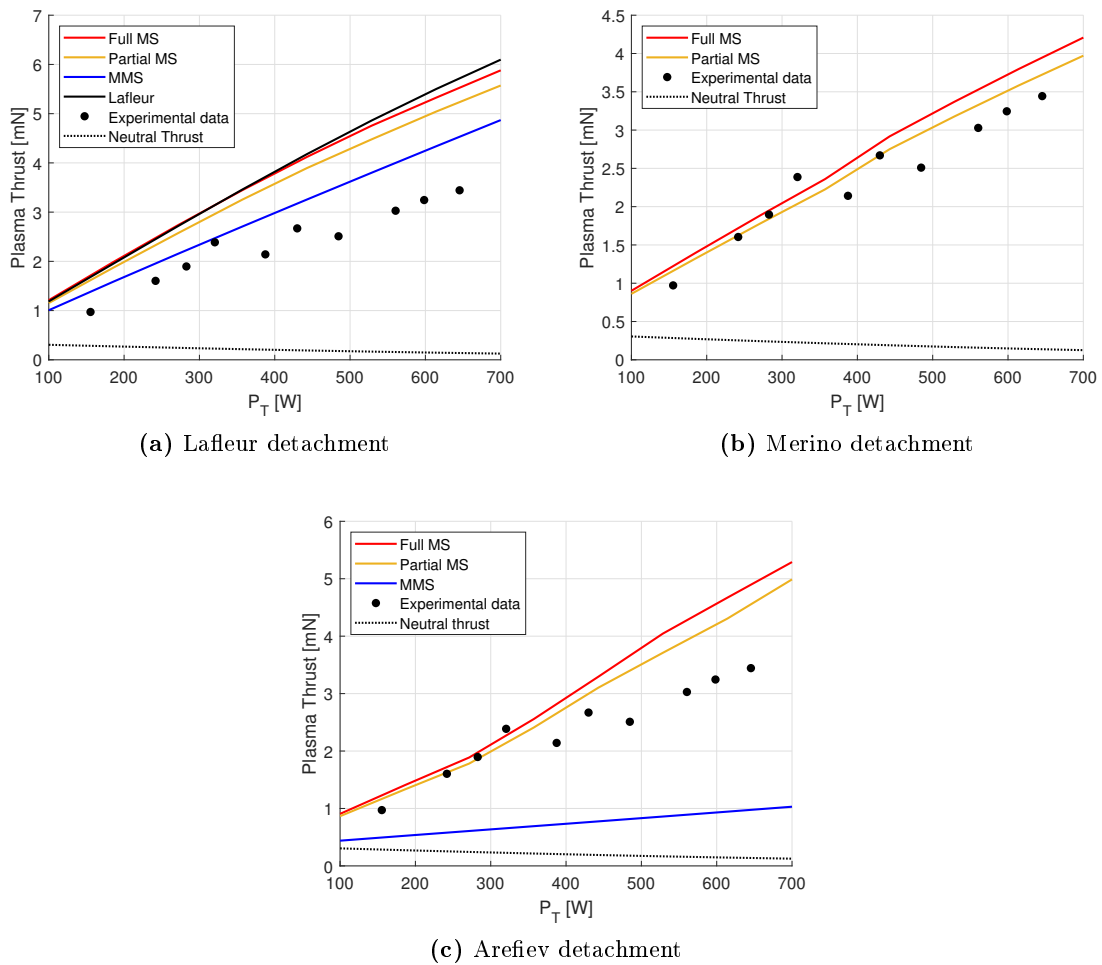 7
6
5
4
3
2
1
0
Plasma Thrust [mN]
Full MS
Partial MS
MMS
Lafleur
Experimental data
Neutral Thrust
100 200 300 400 500 600 700
P_T [W]
(a) Lafleur detachment
4.5
4
3.5
3
2.5
2
1.5
1
0.5
0
Plasma Thrust [mN]
Full MS
Partial MS
Experimental data
Neutral Thrust
100 200 300 400 500 600 700
P_T [W]
(b) Merino detachment
6
5
4
3
2
1
0
Plasma Thrust [mN]
Full MS
Partial MS
MMS
Experimental data
Neutral thrust
100 200 300 400 500 600 700
P_T [W]
(c) Arefiev detachment